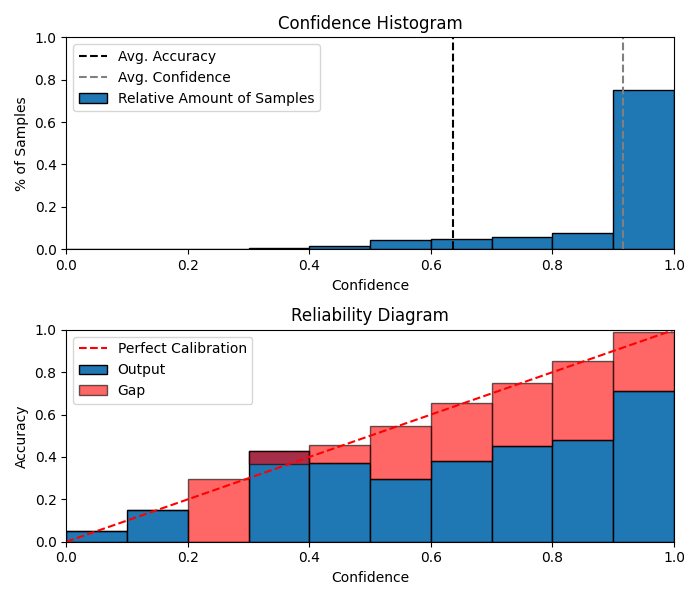 Confidence Histogram
1.0
0.8
0.6
0.4
0.2
0.0
% of Samples
Avg. Accuracy
Avg. Confidence
Relative Amount of Samples
0.0 0.2 0.4 0.6 0.8 1.0
Confidence
Reliability Diagram
1.0
0.8
0.6
0.4
0.2
0.0
Accuracy
Perfect Calibration
Output
Gap
0.0 0.2 0.4 0.6 0.8 1.0
Confidence